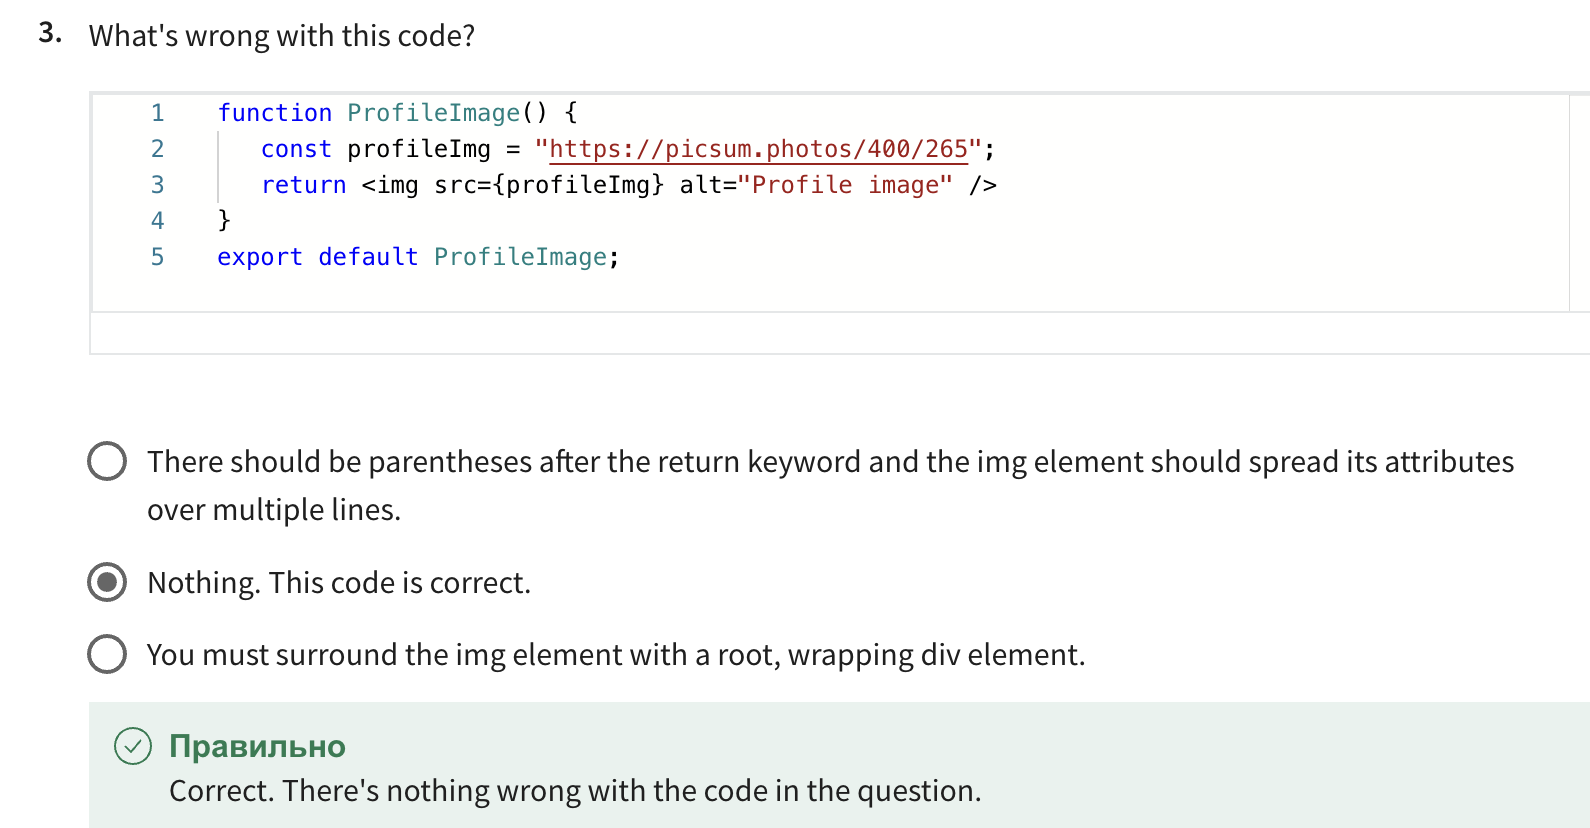 3. What's wrong with this code?
1 function ProfileImage() {
2 const profileImg = "https://picsum.photos/400/265";
3 return <img src={profileImg} alt="Profile image" />
4 }
5 export default ProfileImage;
There should be parentheses after the return keyword and the img element should spread its attributes
over multiple lines.
Nothing. This code is correct.
You must surround the img element with a root, wrapping div element.
Правильно
Correct. There's nothing wrong with the code in the question.